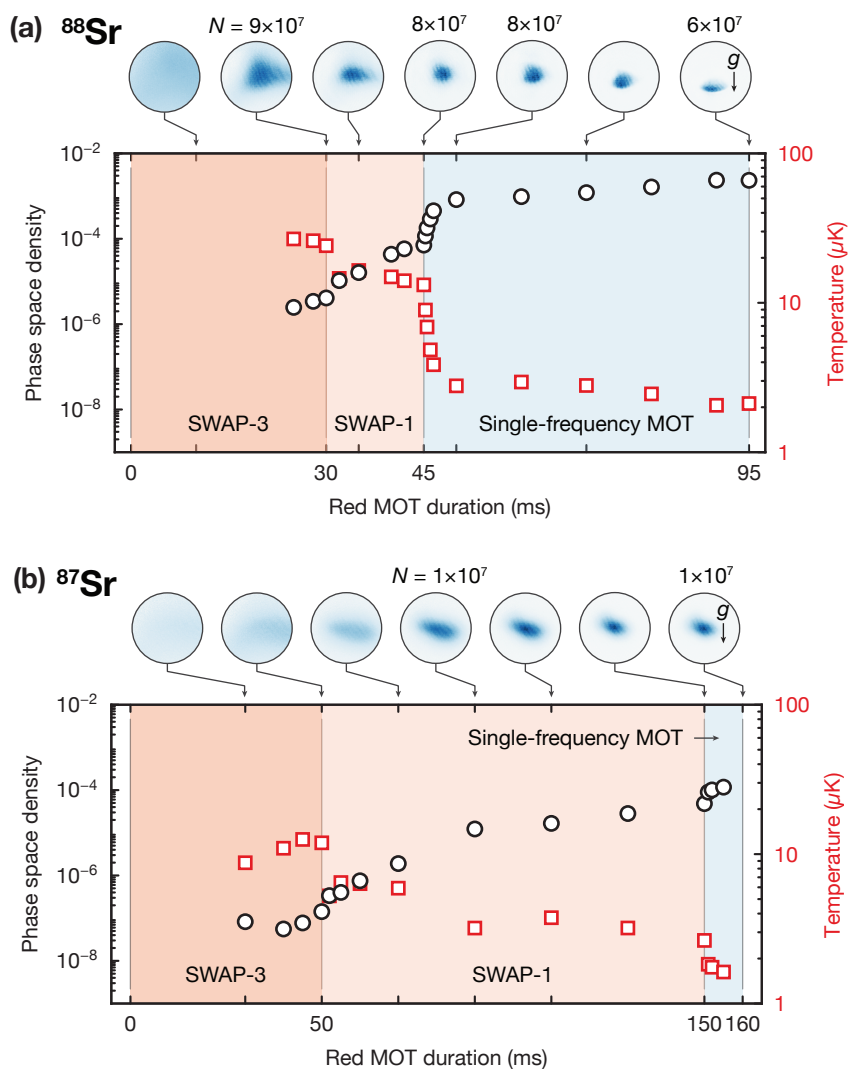 (a) ⁸⁸Sr
N = 9×10⁷ 8×10⁷ 8×10⁷ 6×10⁷
g
10⁻² 100
10⁻⁴
10 
10⁻⁶
10⁻⁸
1
Phase space density
Temperature (µK)
SWAP-3 SWAP-1 Single-frequency MOT
0 30 45 95
Red MOT duration (ms)
(b) ⁸⁷Sr
N = 1×10⁷ 1×10⁷
g
10⁻² 100
Single-frequency MOT →
10⁻⁴
10
10⁻⁶
10⁻⁸
1
Phase space density
Temperature (µK)
SWAP-3 SWAP-1
0 50 150 160
Red MOT duration (ms)